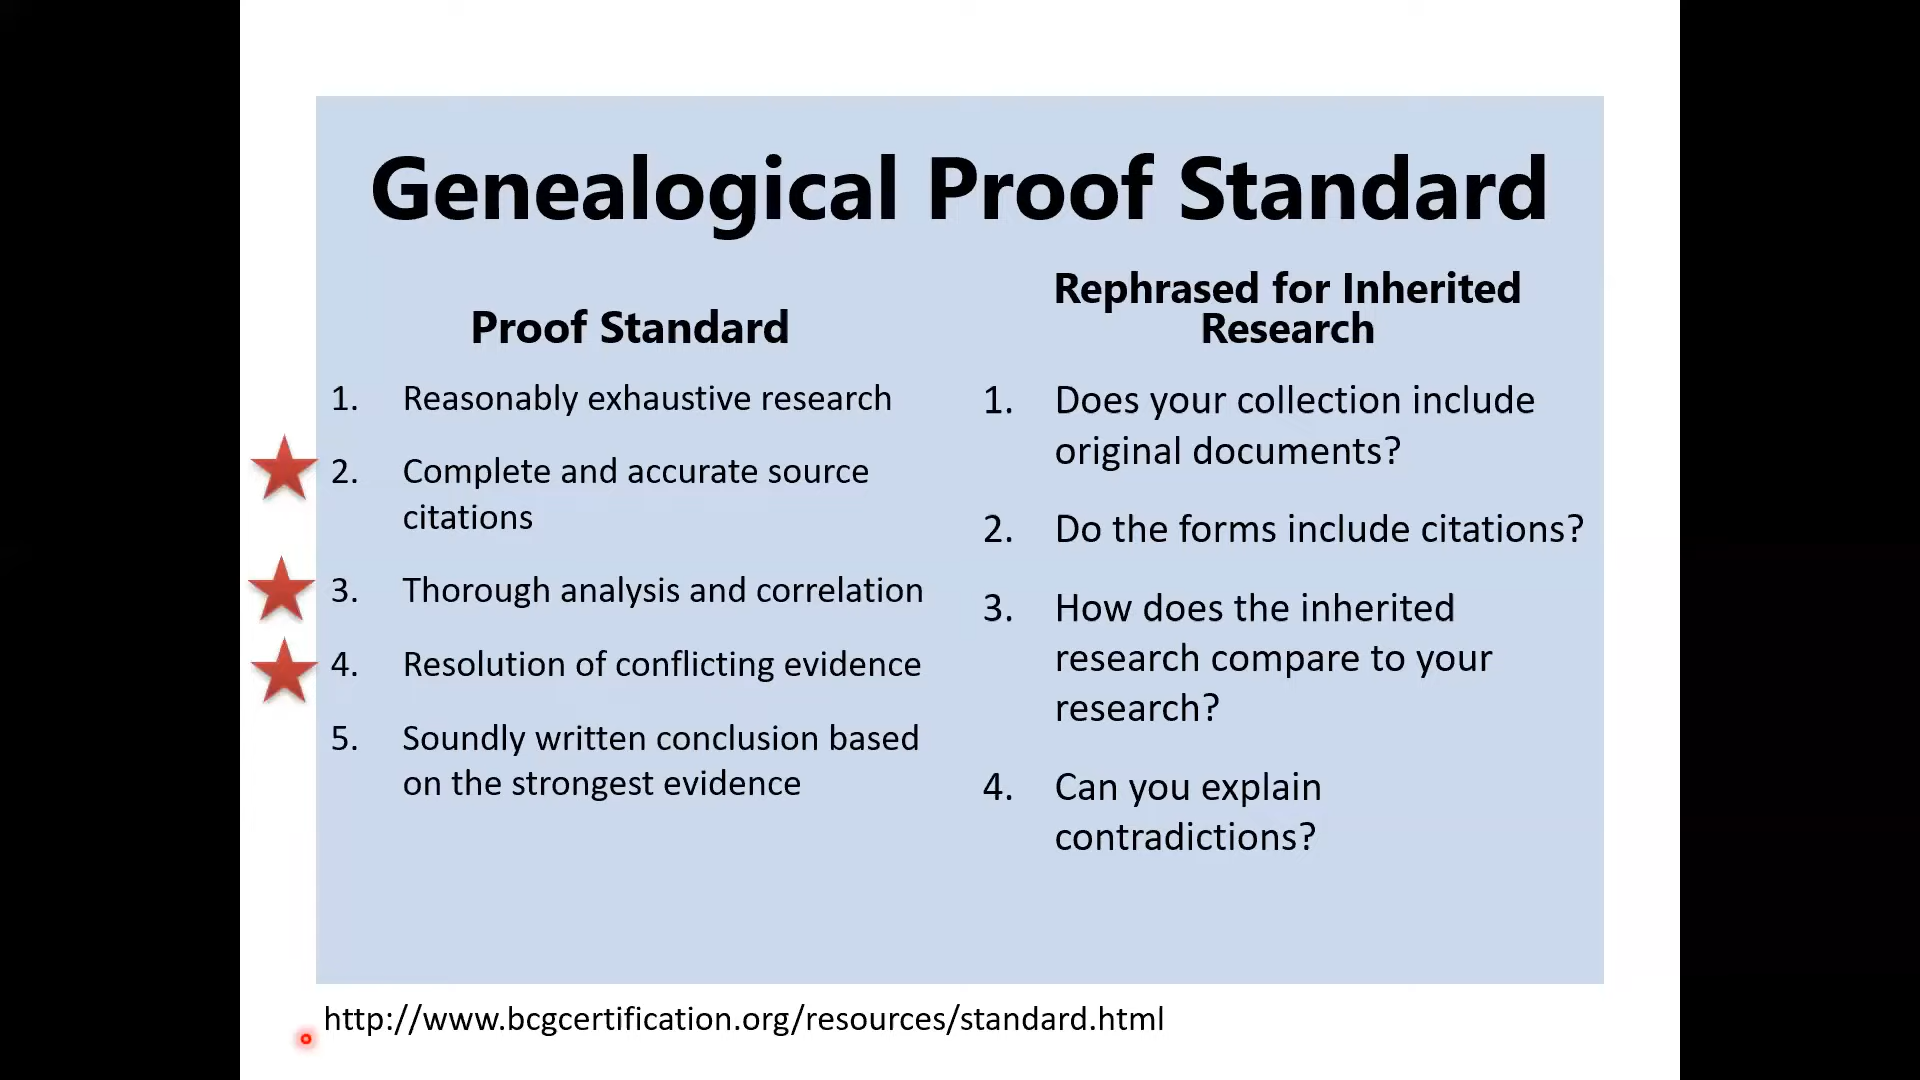 Genealogical Proof Standard
Proof Standard
1. Reasonably exhaustive research
2. Complete and accurate source
citations
3. Thorough analysis and correlation
4. Resolution of conflicting evidence
5. Soundly written conclusion based
on the strongest evidence
Rephrased for Inherited
Research
1. Does your collection include
original documents?
2. Do the forms include citations?
3. How does the inherited
research compare to your
research?
4. Can you explain
contradictions?
http://www.bcgcertification.org/resources/standard.html